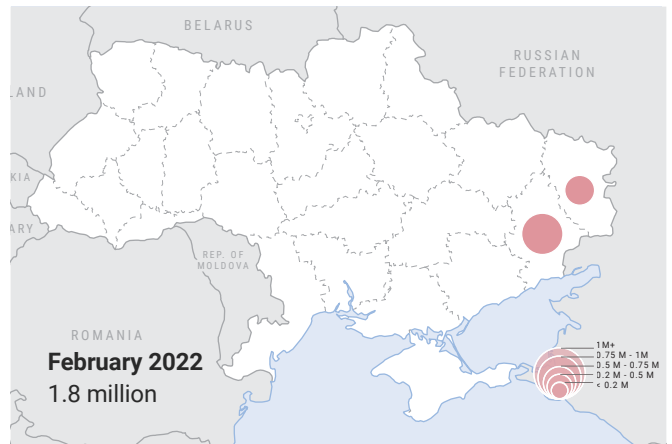 BELARUS
RUSSIAN
FEDERATION
LAND
KIA
ARY
REP. OF
MOLDOVA
ROMANIA
February 2022
1.8 million
1M+
0.75 M - 1M
0.5 M - 0.75 M
0.2 M - 0.5 M
< 0.2 M